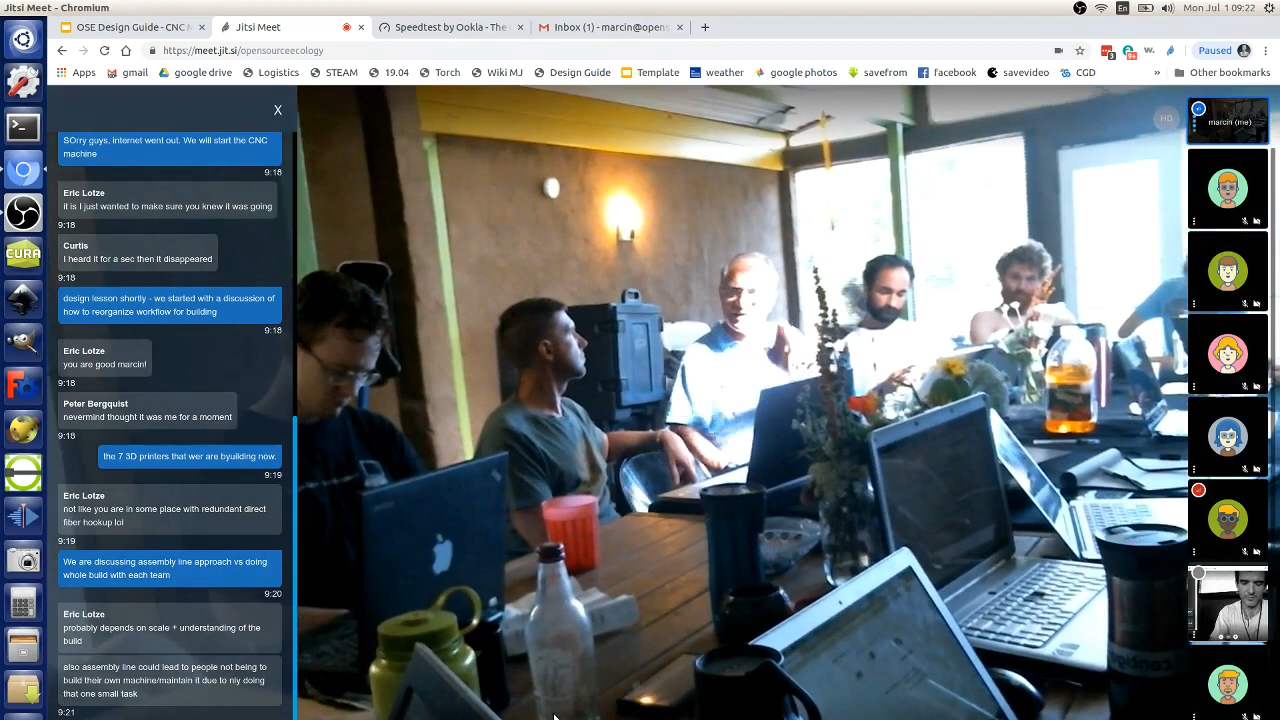 Jitsi Meet - Chromium
En
Mon Jul 1 09:22
OSE Design Guide - CNC
Jitsi Meet
Speedtest by Ookla - The
Inbox (1) - marcin@opens
https://meet.jit.si/opensourceecology
3
9+
W.
Paused
Apps
gmail
google drive
Logistics
STEAM
19.04
Torch
Wiki MJ
Design Guide
Template
weather
google photos
savefrom
facebook
savevideo
CGD
»
Other bookmarks
X
SOrry guys, internet went out. We will start the CNC
machine
9:18
Eric Lotze
it is I just wanted to make sure you knew it was going
9:18
Curtis
I heard it for a sec then it disappeared
9:18
design lesson shortly - we started with a discussion of
how to reorganize workflow for building
9:18
Eric Lotze
you are good marcin!
9:18
Peter Bergquist
nevermind thought it was me for a moment
9:18
the 7 3D printers that wer are byuilding now.
9:19
Eric Lotze
not like you are in some place with redundant direct
fiber hookup lol
9:19
We are discussing assembly line approach vs doing
whole build with each team
9:20
Eric Lotze
probably depends on scale + understanding of the
build
also assembly line could lead to people not being to
build their own machine/maintain it due to nly doing
that one small task
9:21
HD
marcin (me)
CURA